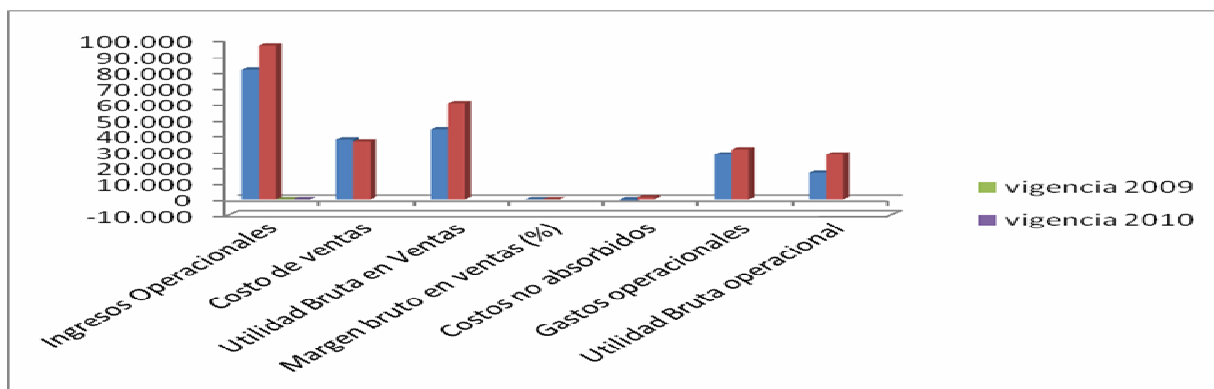 100.000
90.000
80.000
70.000
60.000
50.000
40.000
30.000
20.000
10.000
0
-10.000
Ingresos Operacionales
Costo de ventas
Utilidad Bruta en Ventas
Margen bruto en ventas (%)
Costos no absorbidos
Gastos operacionales
Utilidad Bruta operacional
vigencia 2009
vigencia 2010